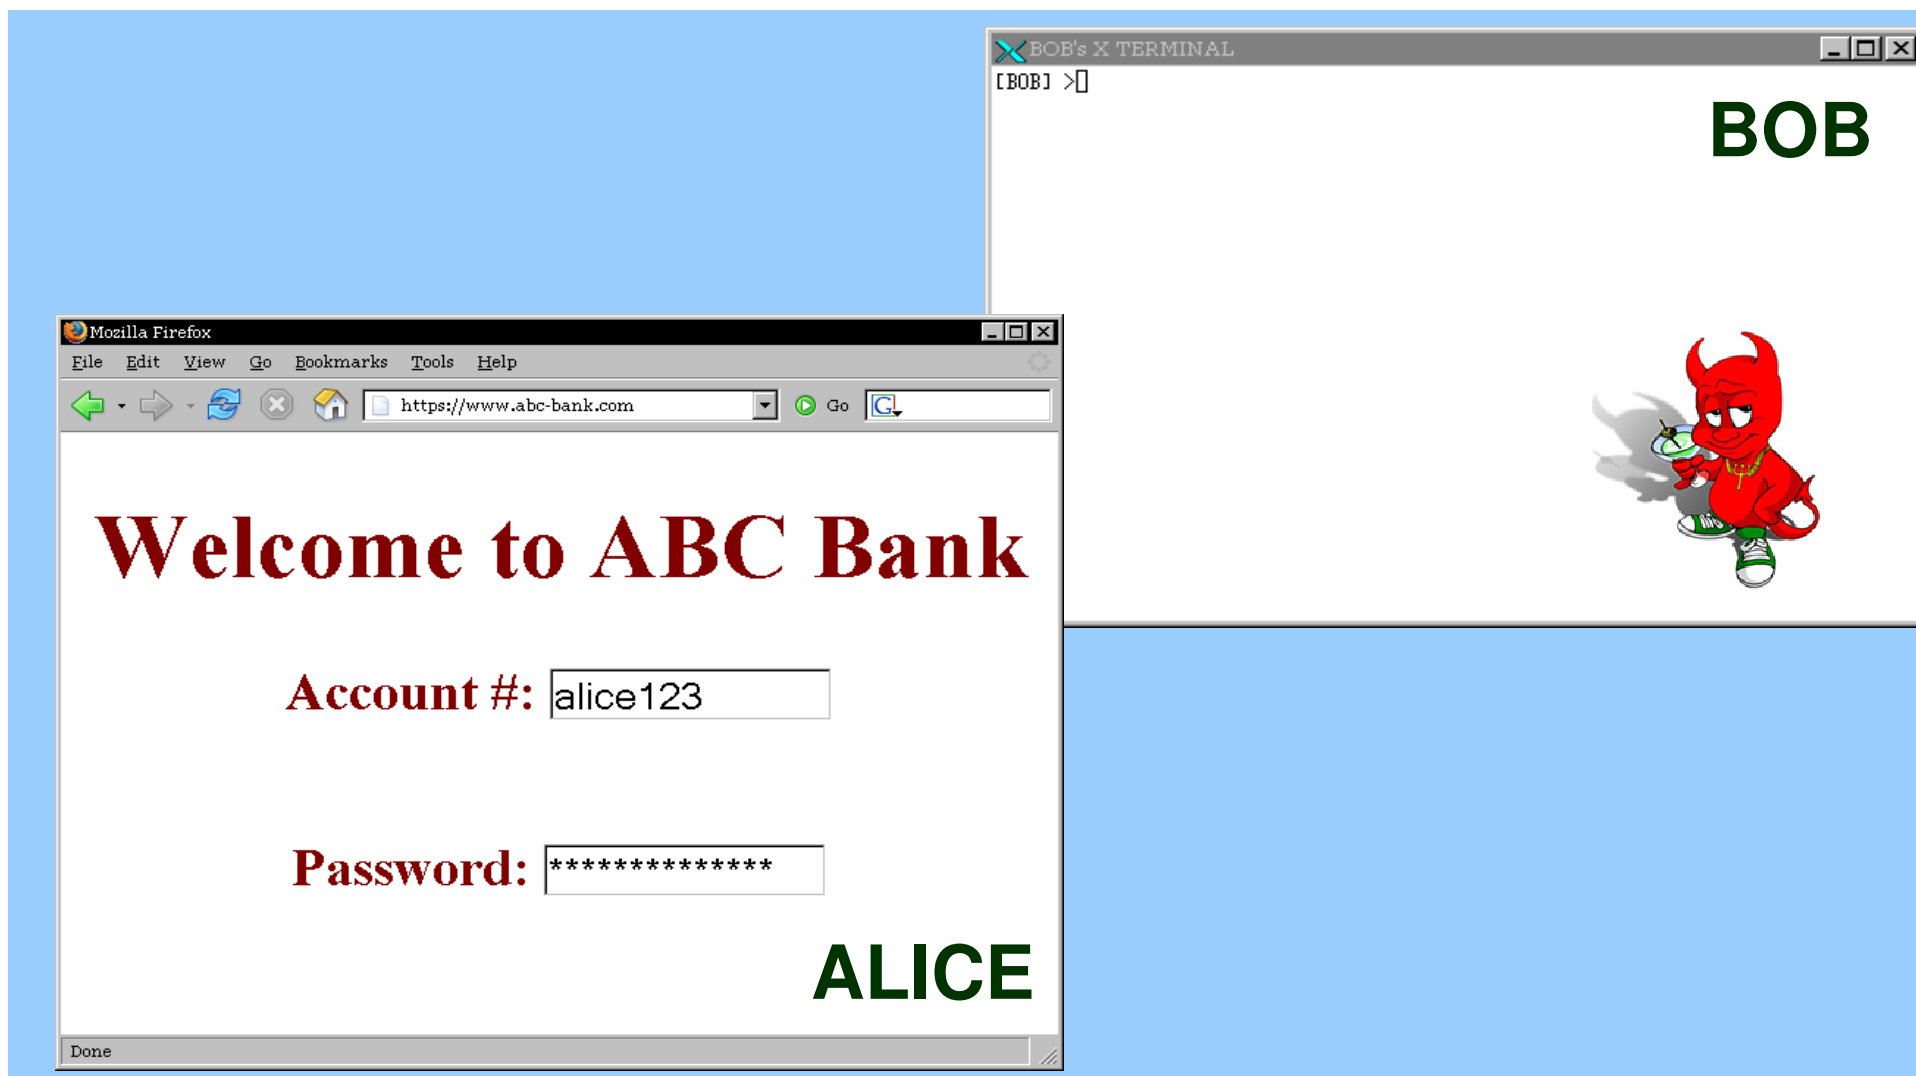 BOB's X TERMINAL
[BOB] >
BOB
Mozilla Firefox
File Edit View Go Bookmarks Tools Help
https://www.abc-bank.com Go G
Welcome to ABC Bank
Account #: alice123
Password: **************
ALICE
Done